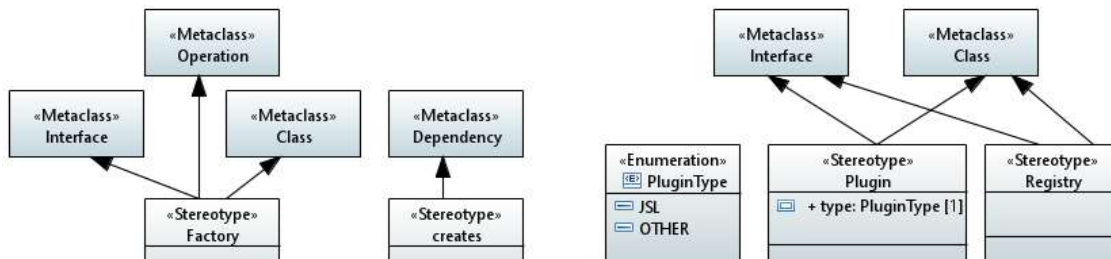 «Metaclass»
Operation
«Metaclass»
Interface
«Metaclass»
Class
«Metaclass»
Dependency
«Stereotype»
Factory
«Stereotype»
creates
«Metaclass»
Interface
«Metaclass»
Class
«Enumeration»
<E> PluginType
JSL
OTHER
«Stereotype»
Plugin
+ type: PluginType [1]
«Stereotype»
Registry